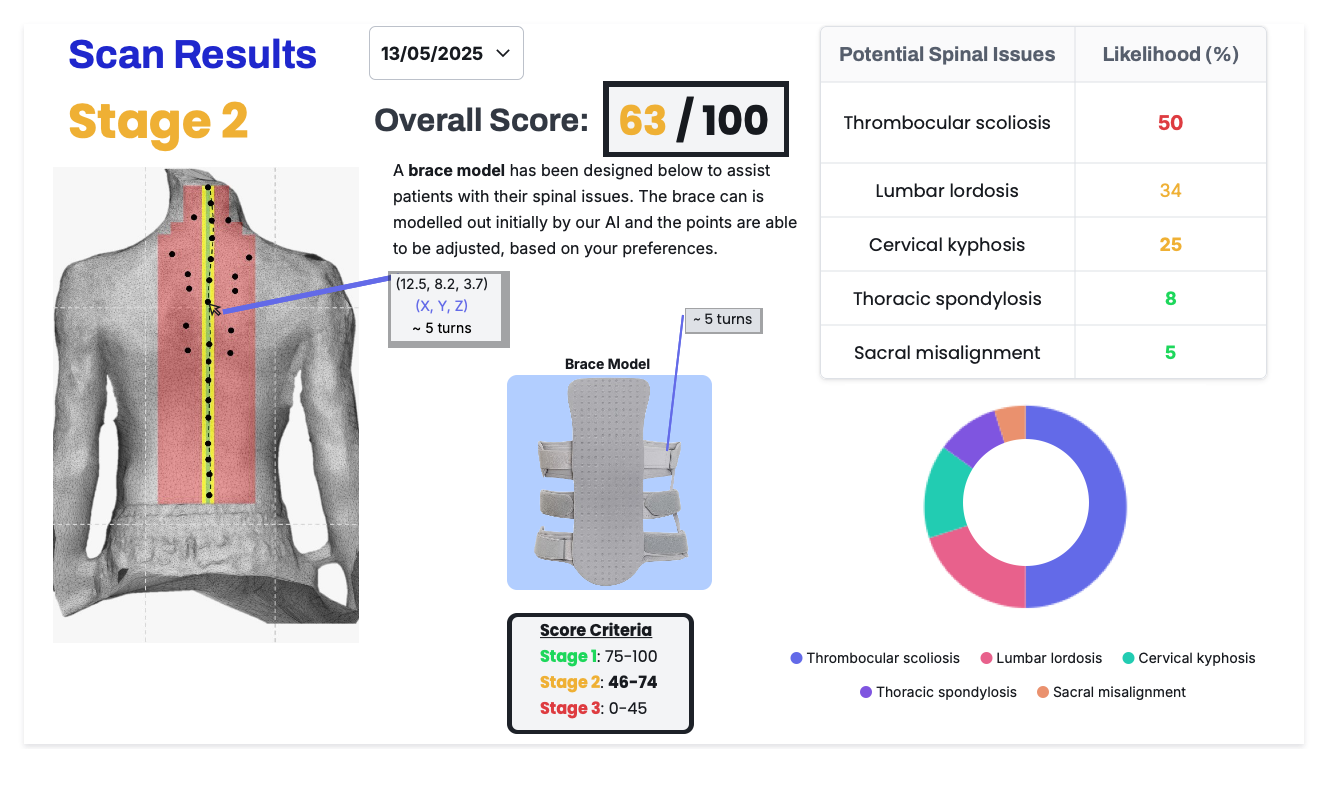 Scan Results
13/05/2025
Stage 2
Overall Score:
63 / 100
A brace model has been designed below to assist
patients with their spinal issues. The brace can is
modelled out initially by our AI and the points are able
to be adjusted, based on your preferences.
(12.5, 8.2, 3.7)
(X, Y, Z)
~ 5 turns
~ 5 turns
Brace Model
Score Criteria
Stage 1: 75-100
Stage 2: 46-74
Stage 3: 0-45
Potential Spinal Issues Likelihood (%)
Thrombocular scoliosis 50
Lumbar lordosis 34
Cervical kyphosis 25
Thoracic spondylosis 8
Sacral misalignment 5
Thrombocular scoliosis Lumbar lordosis Cervical kyphosis
Thoracic spondylosis Sacral misalignment